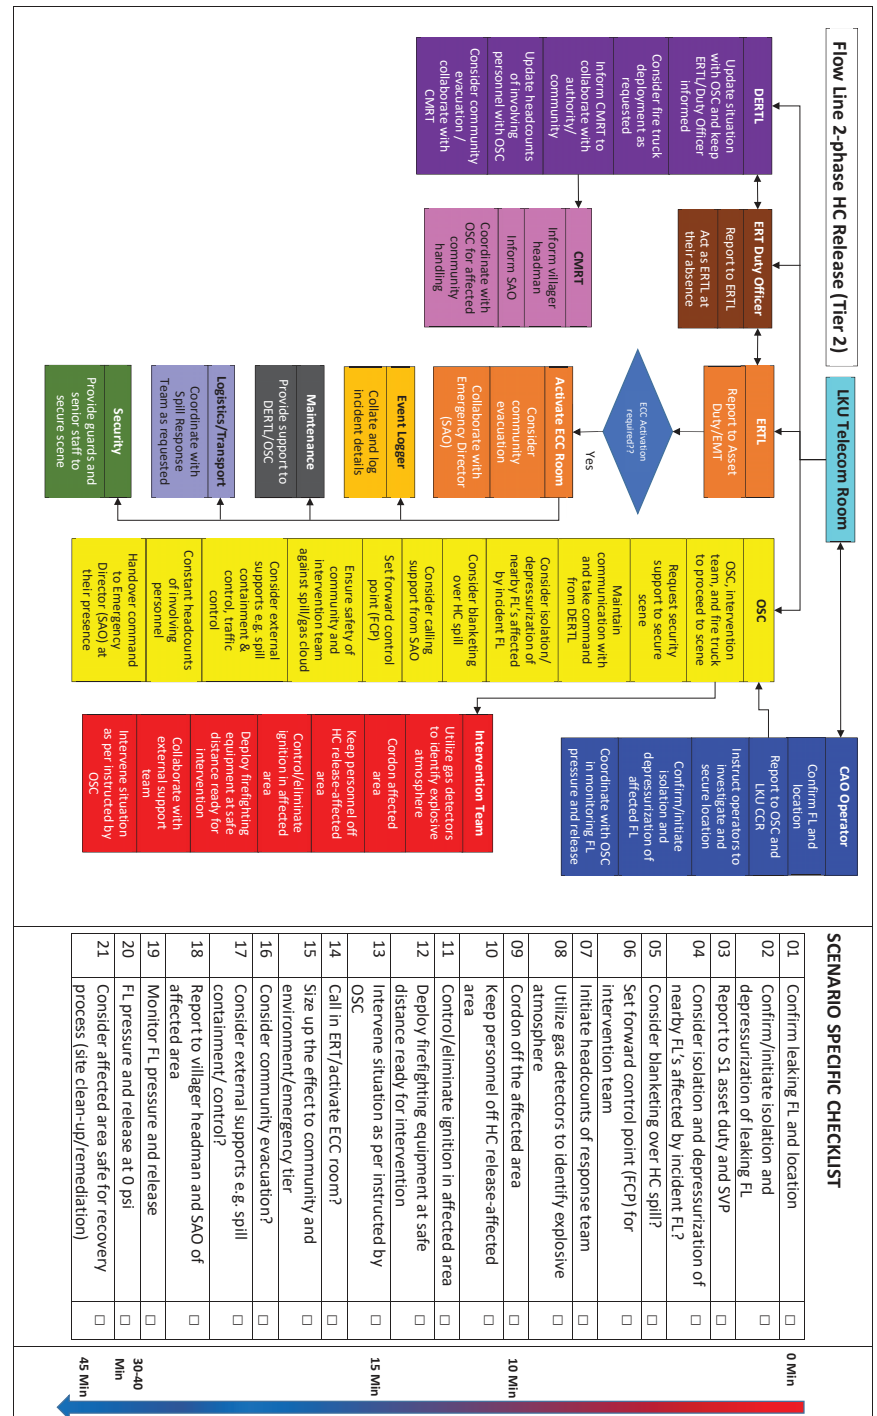 Flow Line 2-phase HC Release (Tier 2)
LKU Telecom Room
DERTL
Update situation
with OSC and keep
ERTL/Duty Officer
informed
Consider fire truck
deployment as
requested
Inform CMRT to
collaborate with
authority/
community
Update headcounts
of involving
personnel with OSC
Consider community
evacuation /
collaborate with
CMRT
ERT Duty Officer
Report to ERTL
Act as ERTL at
their absence
CMRT
Inform villager
headman
Inform SAO
Coordinate with
OSC for affected
community
handling
ERTL
Report to Asset
Duty/EMT
ECC Activation
required??
Yes
Activate ECC Room
Consider
community
evacuation
Collaborate with
Emergency Director
(SAO)
Event Logger
Collate and log
incident details
Maintenance
Provide support to
DERTL/OSC
Logistics/Transport
Coordinate with
Spill Response
Team as requested
Security
Provide guards and
senior staff to
secure scene
OSC
OSC, intervention
team, and fire truck
to proceed to scene
Request security
support to secure
scene
Maintain
communication with
and take command
from DERTL
Consider isolation/
depressurization of
nearby FL's affected
by incident FL
Consider blanketing
over HC spill
Consider calling
support from SAO
Set forward control
point (FCP)
Ensure safety of
community and
intervention team
against spill/gas cloud
Consider external
supports e.g. spill
containment &
control, traffic
control
Constant headcounts
of involving
personnel
Handover command
to Emergency
Director (SAO) at
their presence
CAO Operator
Confirm FL and
location
Report to OSC and
LKU CCR
Instruct operators to
investigate and
secure location
Confirm/initiate
isolation and
depressurization of
affected FL
Coordinate with OSC
in monitoring FL
pressure and release
Intervention Team
Utilize gas detectors
to identify explosive
atmosphere
Cordon affected
area
Keep personnel off
HC release-affected
area
Control/eliminate
ignition in affected
area
Deploy firefighting
equipment at safe
distance ready for
intervention
Collaborate with
external support
team
Intervene situation
as per instructed by
OSC
SCENARIO SPECIFIC CHECKLIST
01 Confirm leaking FL and location ☐
02 Confirm/initiate isolation and
depressurization of leaking FL ☐
03 Report to S1 asset duty and SVP ☐
04 Consider isolation and depressurization of
nearby FL's affected by incident FL? ☐
05 Consider blanketing over HC spill? ☐
06 Set forward control point (FCP) for
intervention team ☐
07 Initiate headcounts of response team ☐
08 Utilize gas detectors to identify explosive
atmosphere ☐
09 Cordon off the affected area ☐
10 Keep personnel off HC release-affected
area ☐
11 Control/eliminate ignition in affected area ☐
12 Deploy firefighting equipment at safe
distance ready for intervention ☐
13 Intervene situation as per instructed by
OSC ☐
14 Call in ERT/activate ECC room? ☐
15 Size up the effect to community and
environment/emergency tier ☐
16 Consider community evacuation? ☐
17 Consider external supports e.g. spill
containment/ control? ☐
18 Report to villager headman and SAO of
affected area ☐
19 Monitor FL pressure and release ☐
20 FL pressure and release at 0 psi ☐
21 Consider affected area safe for recovery
process (site clean-up/remediation) ☐
0 Min
10 Min
15 Min
30-40
Min
45 Min